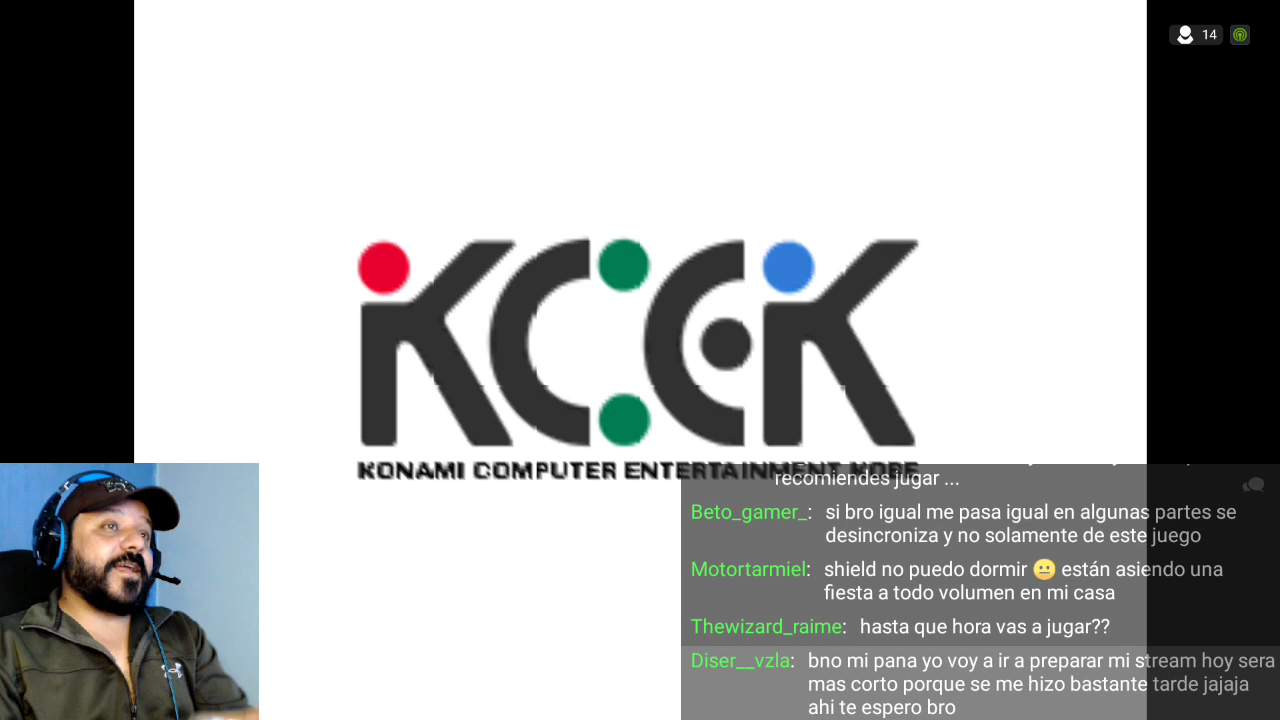 14
KCEK
KONAMI COMPUTER ENTERTAINMENT KOBE
recomiendes jugar ...
Beto_gamer_: si bro igual me pasa igual en algunas partes se
desincroniza y no solamente de este juego
Motortarmiel: shield no puedo dormir 😐 están asiendo una
fiesta a todo volumen en mi casa
Thewizard_raime: hasta que hora vas a jugar??
Diser__vzla: bno mi pana yo voy a ir a preparar mi stream hoy sera
mas corto porque se me hizo bastante tarde jajaja
ahi te espero bro